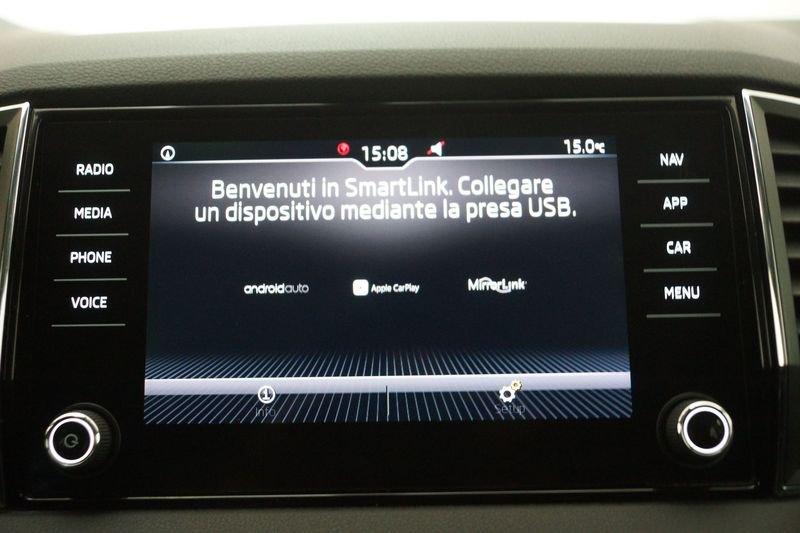 RADIO
MEDIA
PHONE
VOICE
15:08
15.0°C
Benvenuti in SmartLink. Collegare
un dispositivo mediante la presa USB.
androidauto
Apple CarPlay
MirrorLink
Info
Setup
NAV
APP
CAR
MENU